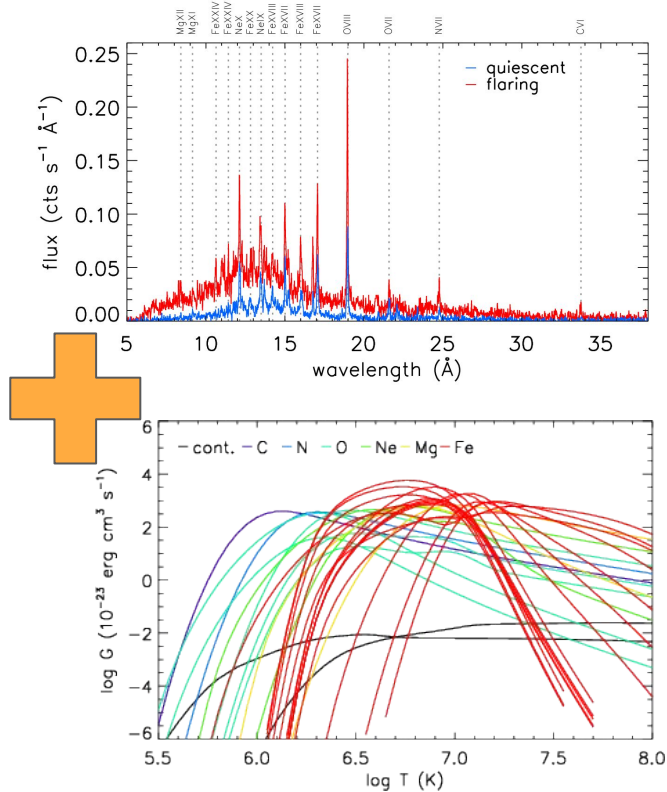 MgXII
MgXI
FeXXIV
FeXXIV
NeX
FeXX
NeIX
FeXVIII
FeXVII
FeXVIII
FeXVII
OVIII
OVII
NVII
CVI
0.25
0.20
0.15
0.10
0.05
0.00
flux (cts s⁻¹ Å⁻¹)
quiescent
flaring
5 10 15 20 25 30 35
wavelength (Å)
6
4
2
0
−2
−4
−6
log G (10⁻²³ erg cm³ s⁻¹)
cont. C N O Ne Mg Fe
5.5 6.0 6.5 7.0 7.5 8.0
log T (K)